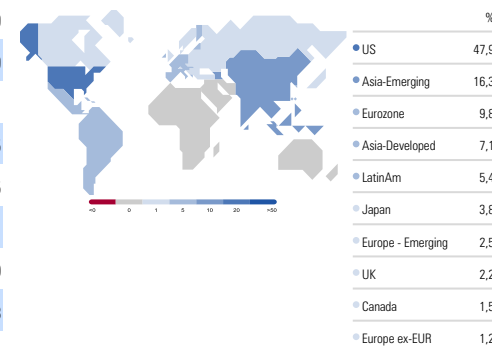 %
US 47,9
Asia-Emerging 16,3
Eurozone 9,8
Asia-Developed 7,1
LatinAm 5,4
Japan 3,8
Europe - Emerging 2,5
UK 2,2
Canada 1,5
Europe ex-EUR 1,2
<0 0 1 5 10 20 >50